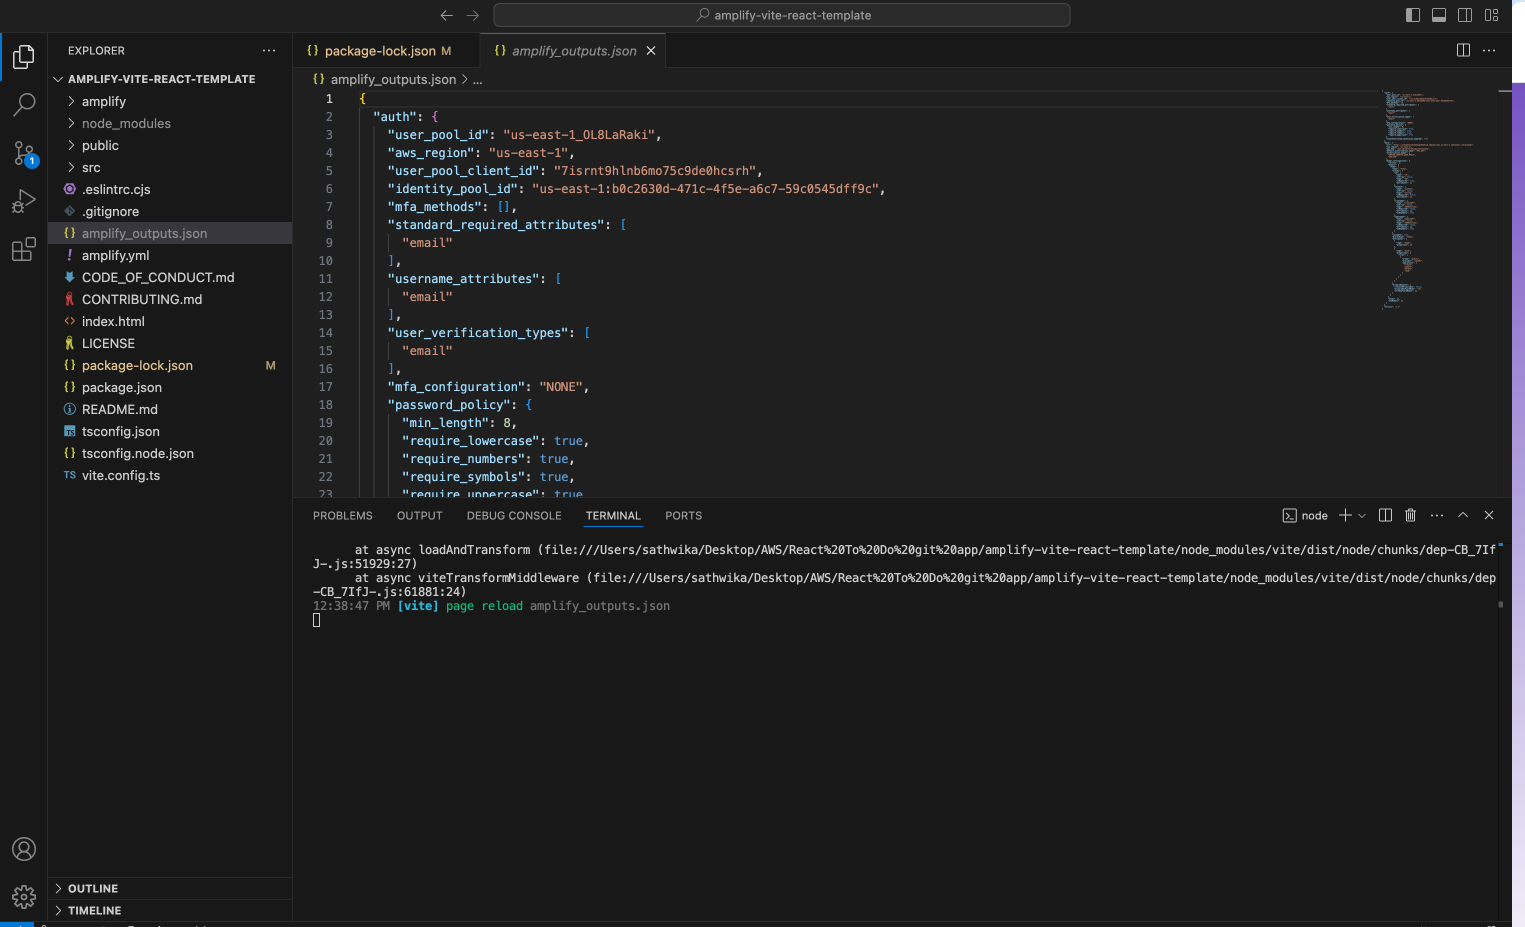 amplify-vite-react-template
EXPLORER
AMPLIFY-VITE-REACT-TEMPLATE
amplify
node_modules
public
src
.eslintrc.cjs
.gitignore
amplify_outputs.json
amplify.yml
CODE_OF_CONDUCT.md
CONTRIBUTING.md
index.html
LICENSE
package-lock.json M
package.json
README.md
tsconfig.json
tsconfig.node.json
TS vite.config.ts
OUTLINE
TIMELINE
1
{} package-lock.json M {} amplify_outputs.json
{} amplify_outputs.json > ...
1 {
2 "auth": {
3 "user_pool_id": "us-east-1_OL8LaRaki",
4 "aws_region": "us-east-1",
5 "user_pool_client_id": "7isrnt9hlnb6mo75c9de0hcsrh",
6 "identity_pool_id": "us-east-1:b0c2630d-471c-4f5e-a6c7-59c0545dff9c",
7 "mfa_methods": [],
8 "standard_required_attributes": [
9 "email"
10 ],
11 "username_attributes": [
12 "email"
13 ],
14 "user_verification_types": [
15 "email"
16 ],
17 "mfa_configuration": "NONE",
18 "password_policy": {
19 "min_length": 8,
20 "require_lowercase": true,
21 "require_numbers": true,
22 "require_symbols": true,
23 "require_uppercase": true
PROBLEMS OUTPUT DEBUG CONSOLE TERMINAL PORTS
node
at async loadAndTransform (file:///Users/sathwika/Desktop/AWS/React%20To%20Do%20git%20app/amplify-vite-react-template/node_modules/vite/dist/node/chunks/dep-CB_7If
J-.js:51929:27)
at async viteTransformMiddleware (file:///Users/sathwika/Desktop/AWS/React%20To%20Do%20git%20app/amplify-vite-react-template/node_modules/vite/dist/node/chunks/dep
-CB_7IfJ-.js:61881:24)
12:38:47 PM [vite] page reload amplify_outputs.json